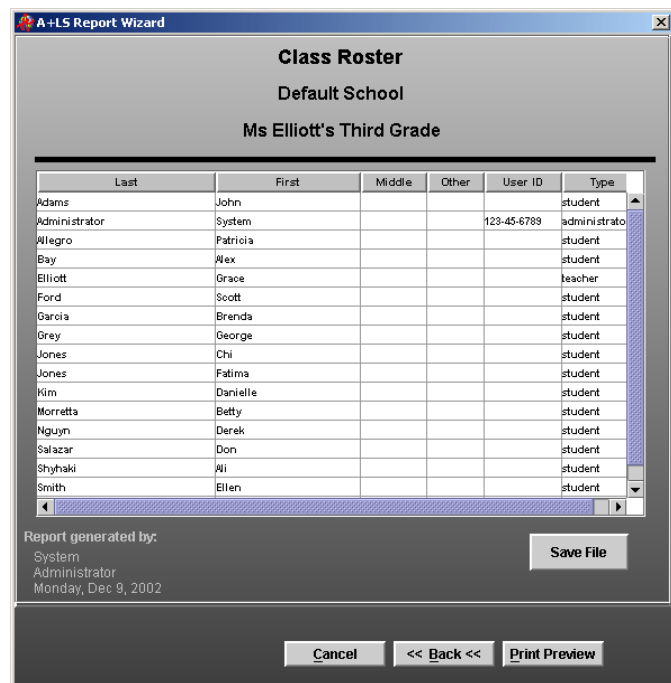 A+LS Report Wizard
Class Roster
Default School
Ms Elliott's Third Grade
Last First Middle Other User ID Type
Adams John student
Administrator System 123-45-6789 administrato
Allegro Patricia student
Bay Alex student
Elliott Grace teacher
Ford Scott student
Garcia Brenda student
Grey George student
Jones Chi student
Jones Fatima student
Kim Danielle student
Morretta Betty student
Nguyn Derek student
Salazar Don student
Shyhaki Ali student
Smith Ellen student
Report generated by:
System
Administrator
Monday, Dec 9, 2002
Save File
Cancel << Back << Print Preview